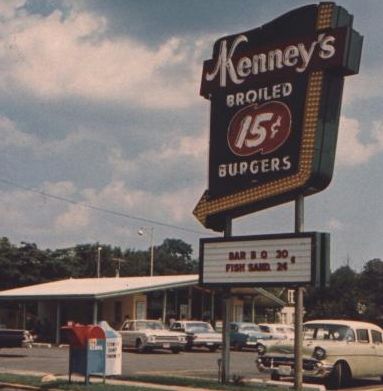 Kenney's
BROILED
15¢
BURGERS
BAR B Q 30¢
FISH SAND. 24